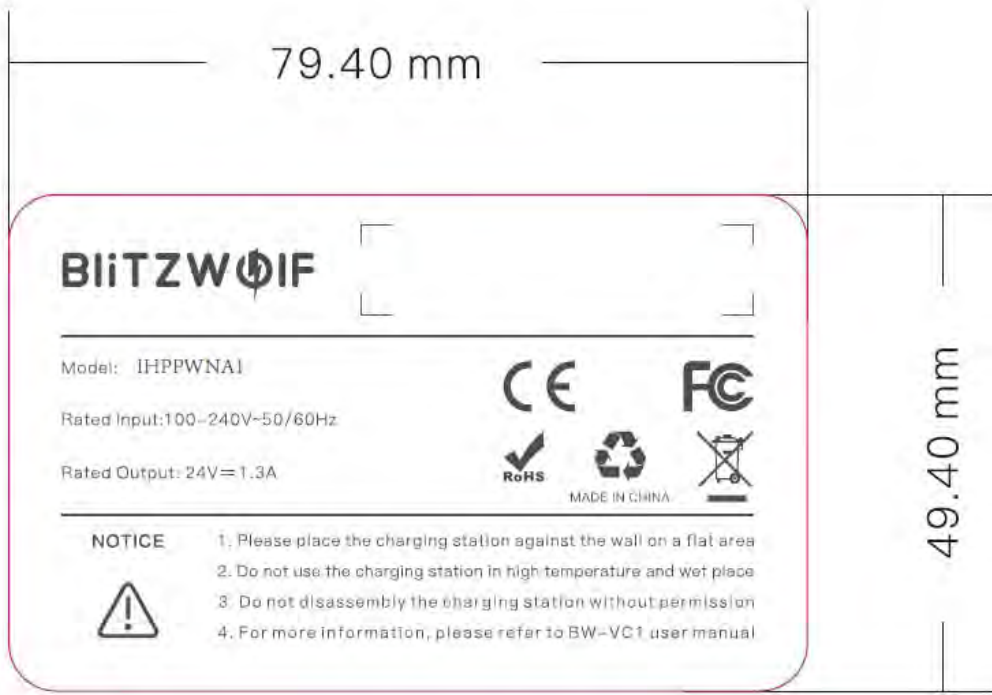 79.40 mm
BliTZWOlF
Model: IHPPWNA1
Rated Input:100-240V~50/60Hz
Rated Output: 24V⎓1.3A
CE FC
RoHS
MADE IN CHINA
NOTICE
1. Please place the charging station against the wall on a flat area
2. Do not use the charging station in high temperature and wet place
3. Do not disassembly the charging station without permission
4. For more information, please refer to BW-VC1 user manual
49.40 mm